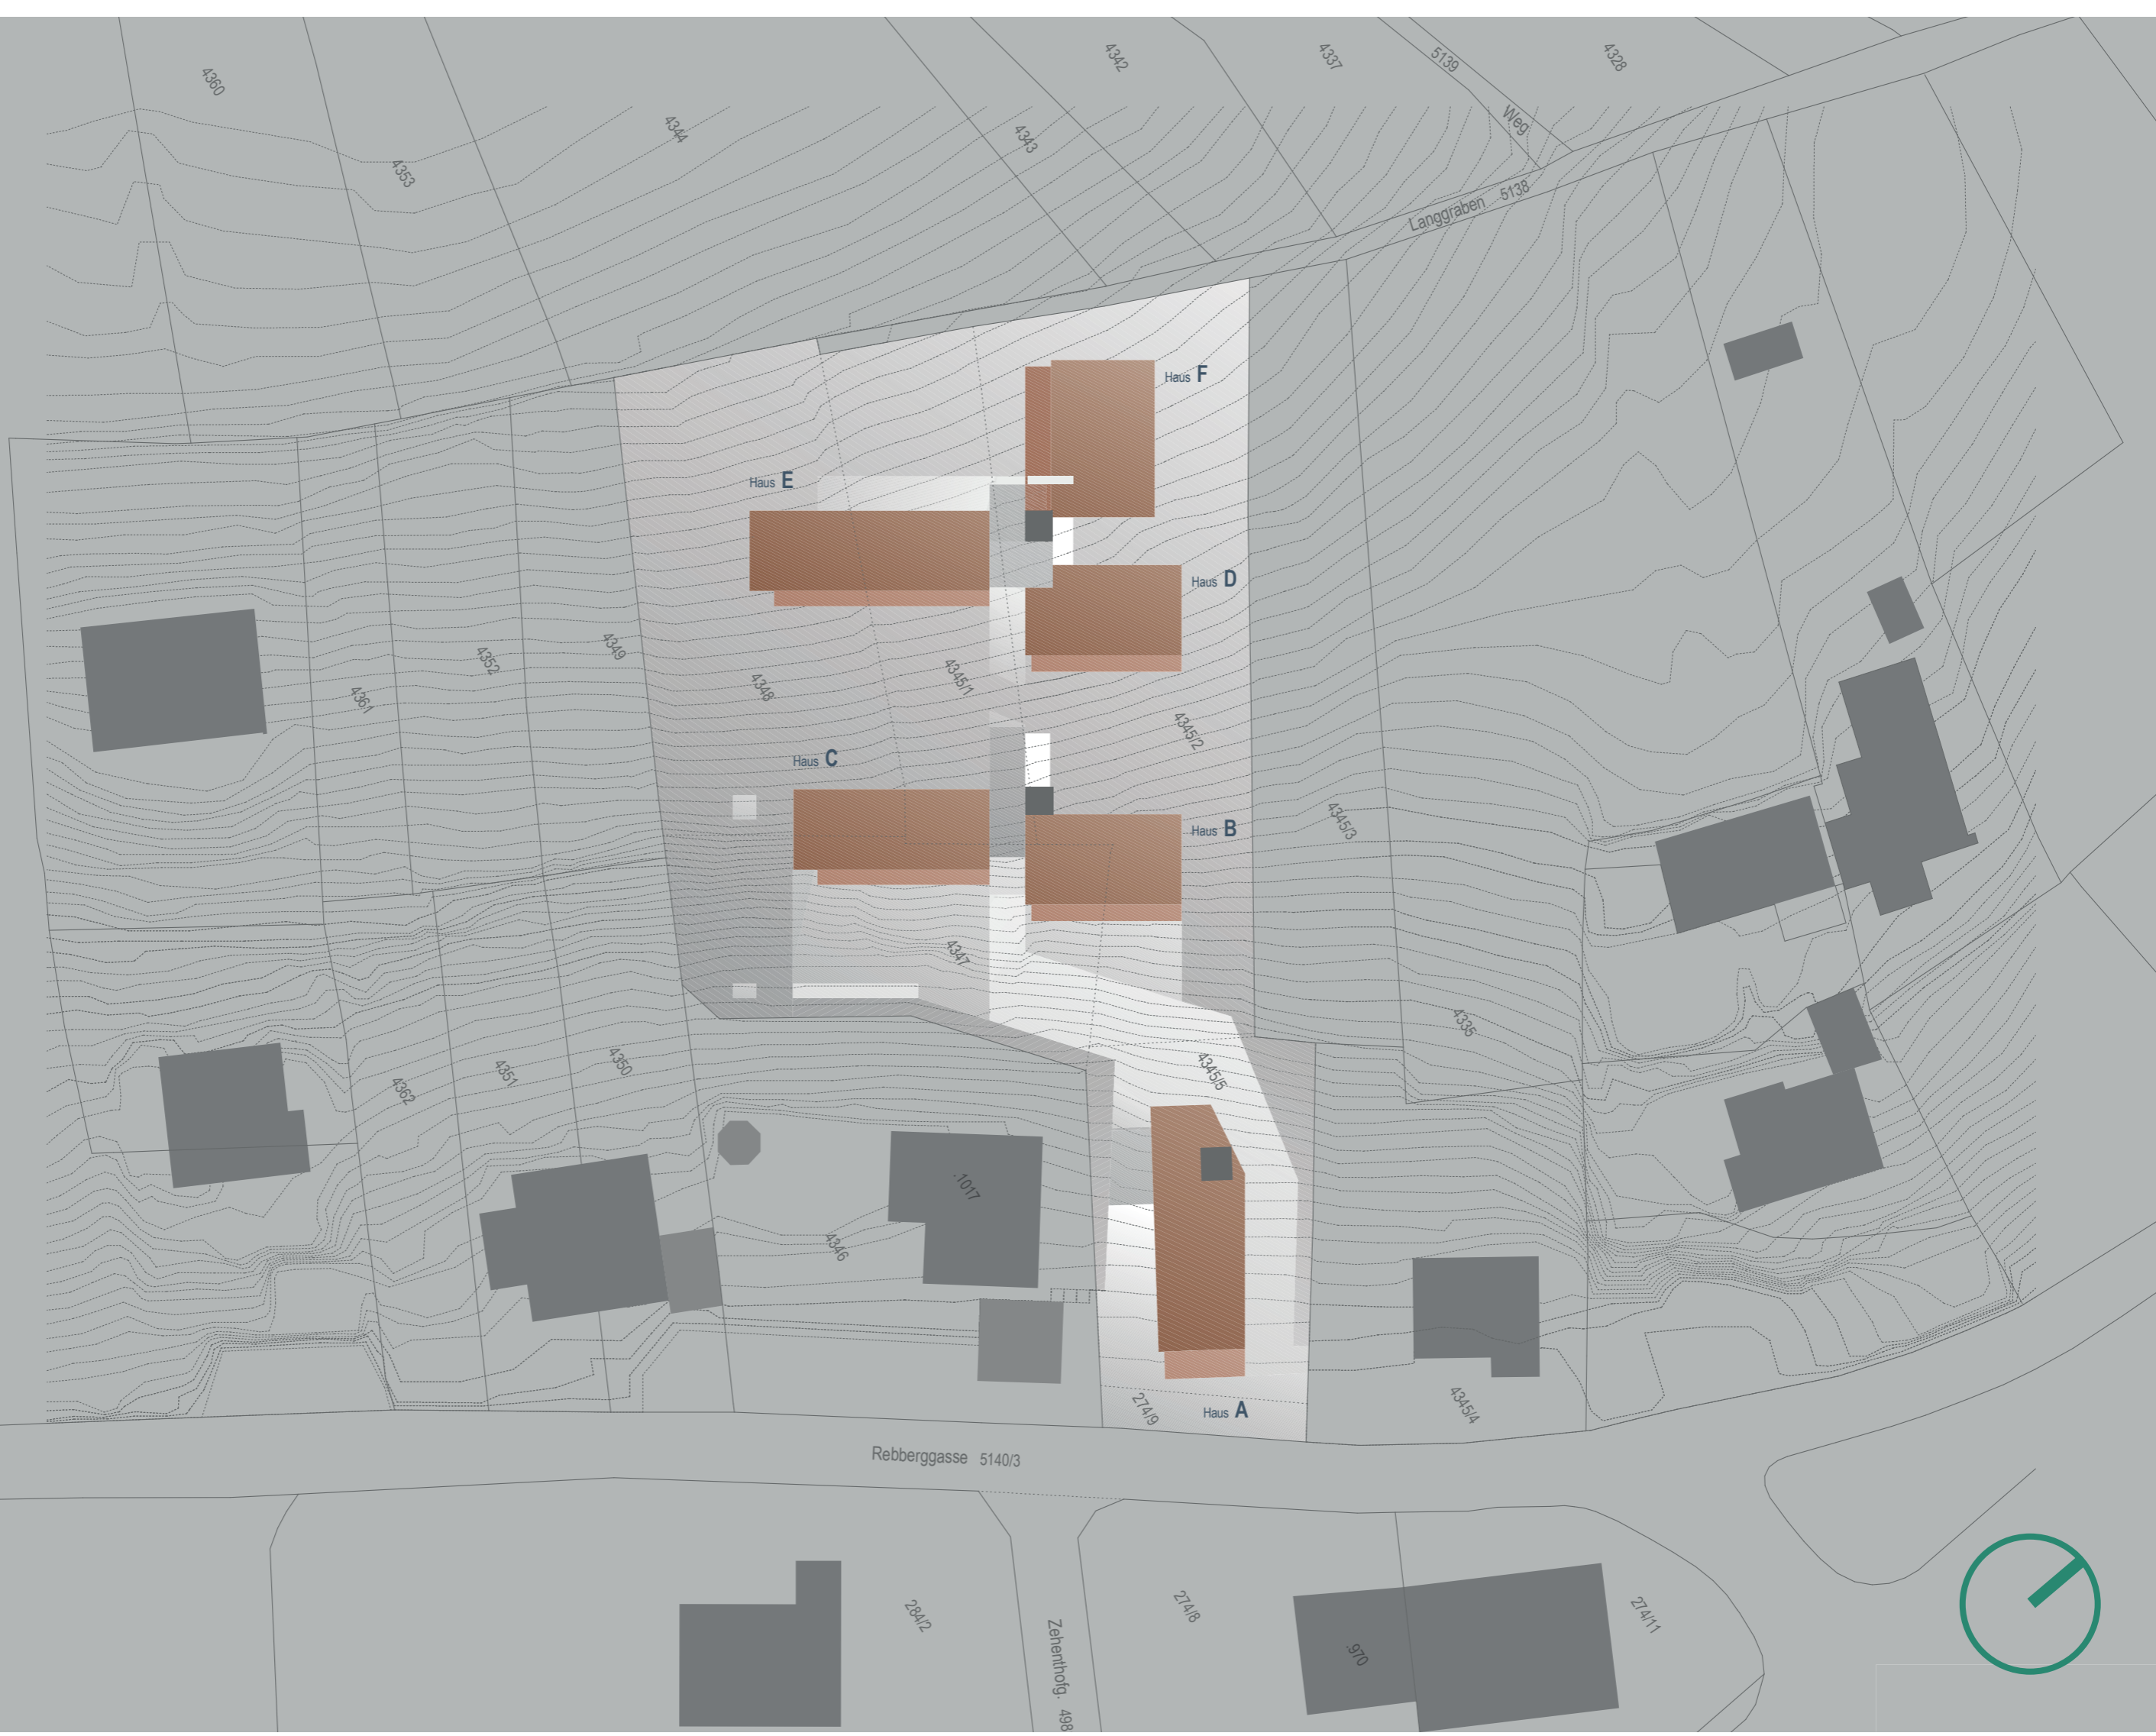 4360
4342
4337
5139
4328
4344
4343
Weg
4353
Langgraben 5138
Haus F
Haus E
Haus D
4349
4352
4348
4345/1
4361
4345/2
Haus C
Haus B
4345/3
4347
4335
4350
4351
4345/5
4362
.1017
4346
274/9
Haus A
4345/4
Rebberggasse 5140/3
284/2
274/8
274/11
Zehenthofg. 498
.970